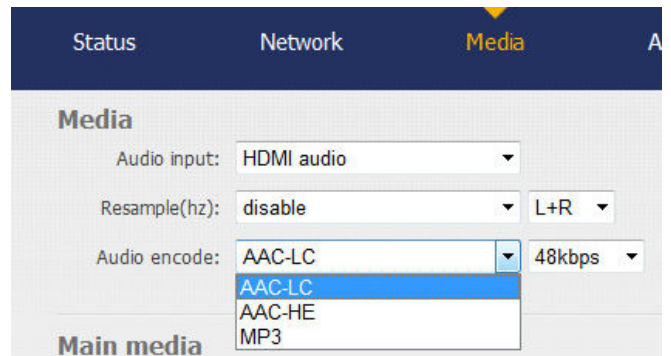 Status Network Media A
Media
Audio input: HDMI audio
Resample(hz): disable L+R
Audio encode: AAC-LC 48kbps
AAC-LC
AAC-HE
MP3
Main media